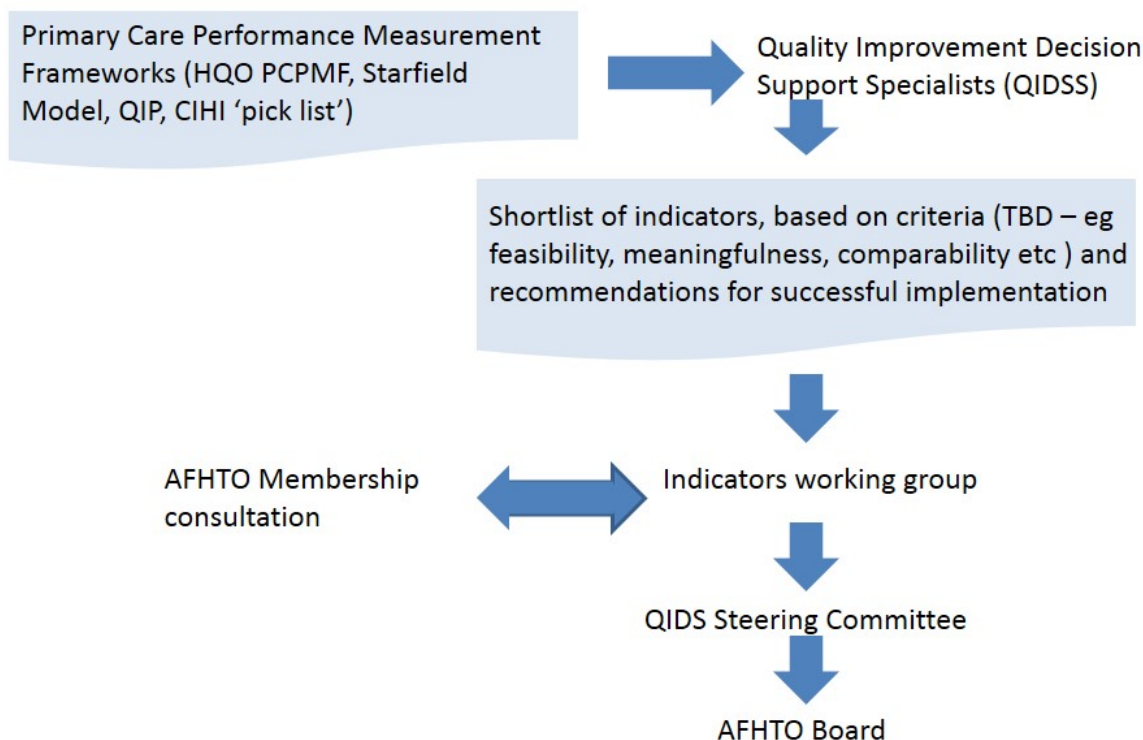 Primary Care Performance Measurement
Frameworks (HQO PCPMF, Starfield
Model, QIP, CIHI ‘pick list’)
Quality Improvement Decision
Support Specialists (QIDSS)
Shortlist of indicators, based on criteria (TBD – eg
feasibility, meaningfulness, comparability etc ) and
recommendations for successful implementation
AFHTO Membership
consultation
Indicators working group
QIDS Steering Committee
AFHTO Board